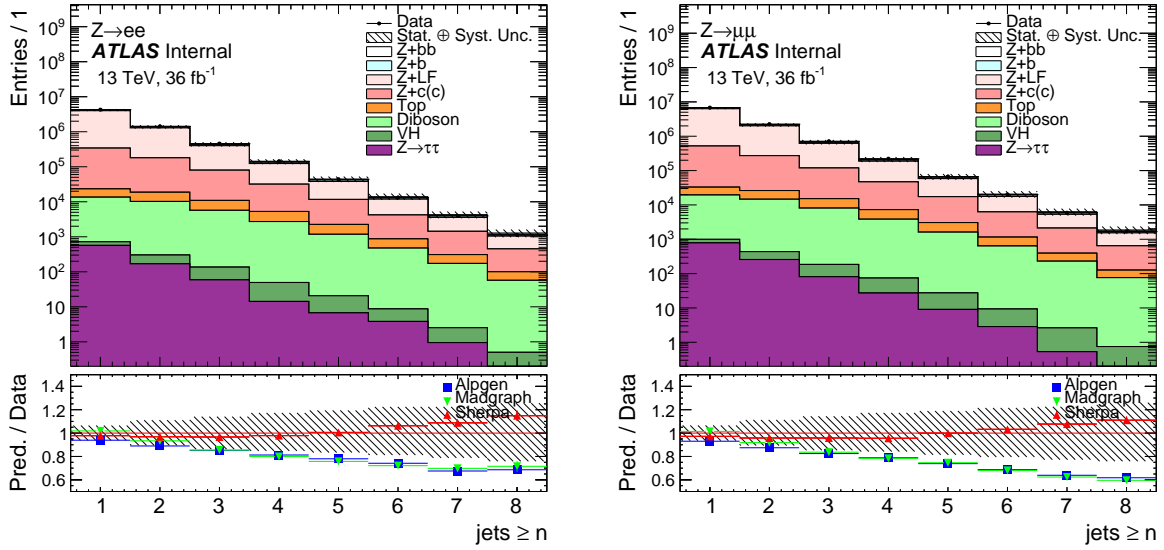 Entries / 1
10⁹
10⁸
10⁷
10⁶
10⁵
10⁴
10³
10²
10
1
Z→ee
ATLAS Internal
13 TeV, 36 fb⁻¹
Data
Stat. ⊕ Syst. Unc.
Z+bb
Z+b
Z+LF
Z+c(c)
Top
Diboson
VH
Z→ττ
Pred. / Data
1.4
1.2
1
0.8
0.6
Alpgen
Madgraph
Sherpa
1 2 3 4 5 6 7 8
jets ≥ n
Entries / 1
10⁹
10⁸
10⁷
10⁶
10⁵
10⁴
10³
10²
10
1
Z→μμ
ATLAS Internal
13 TeV, 36 fb⁻¹
Data
Stat. ⊕ Syst. Unc.
Z+bb
Z+b
Z+LF
Z+c(c)
Top
Diboson
VH
Z→ττ
Pred. / Data
1.4
1.2
1
0.8
0.6
Alpgen
Madgraph
Sherpa
1 2 3 4 5 6 7 8
jets ≥ n